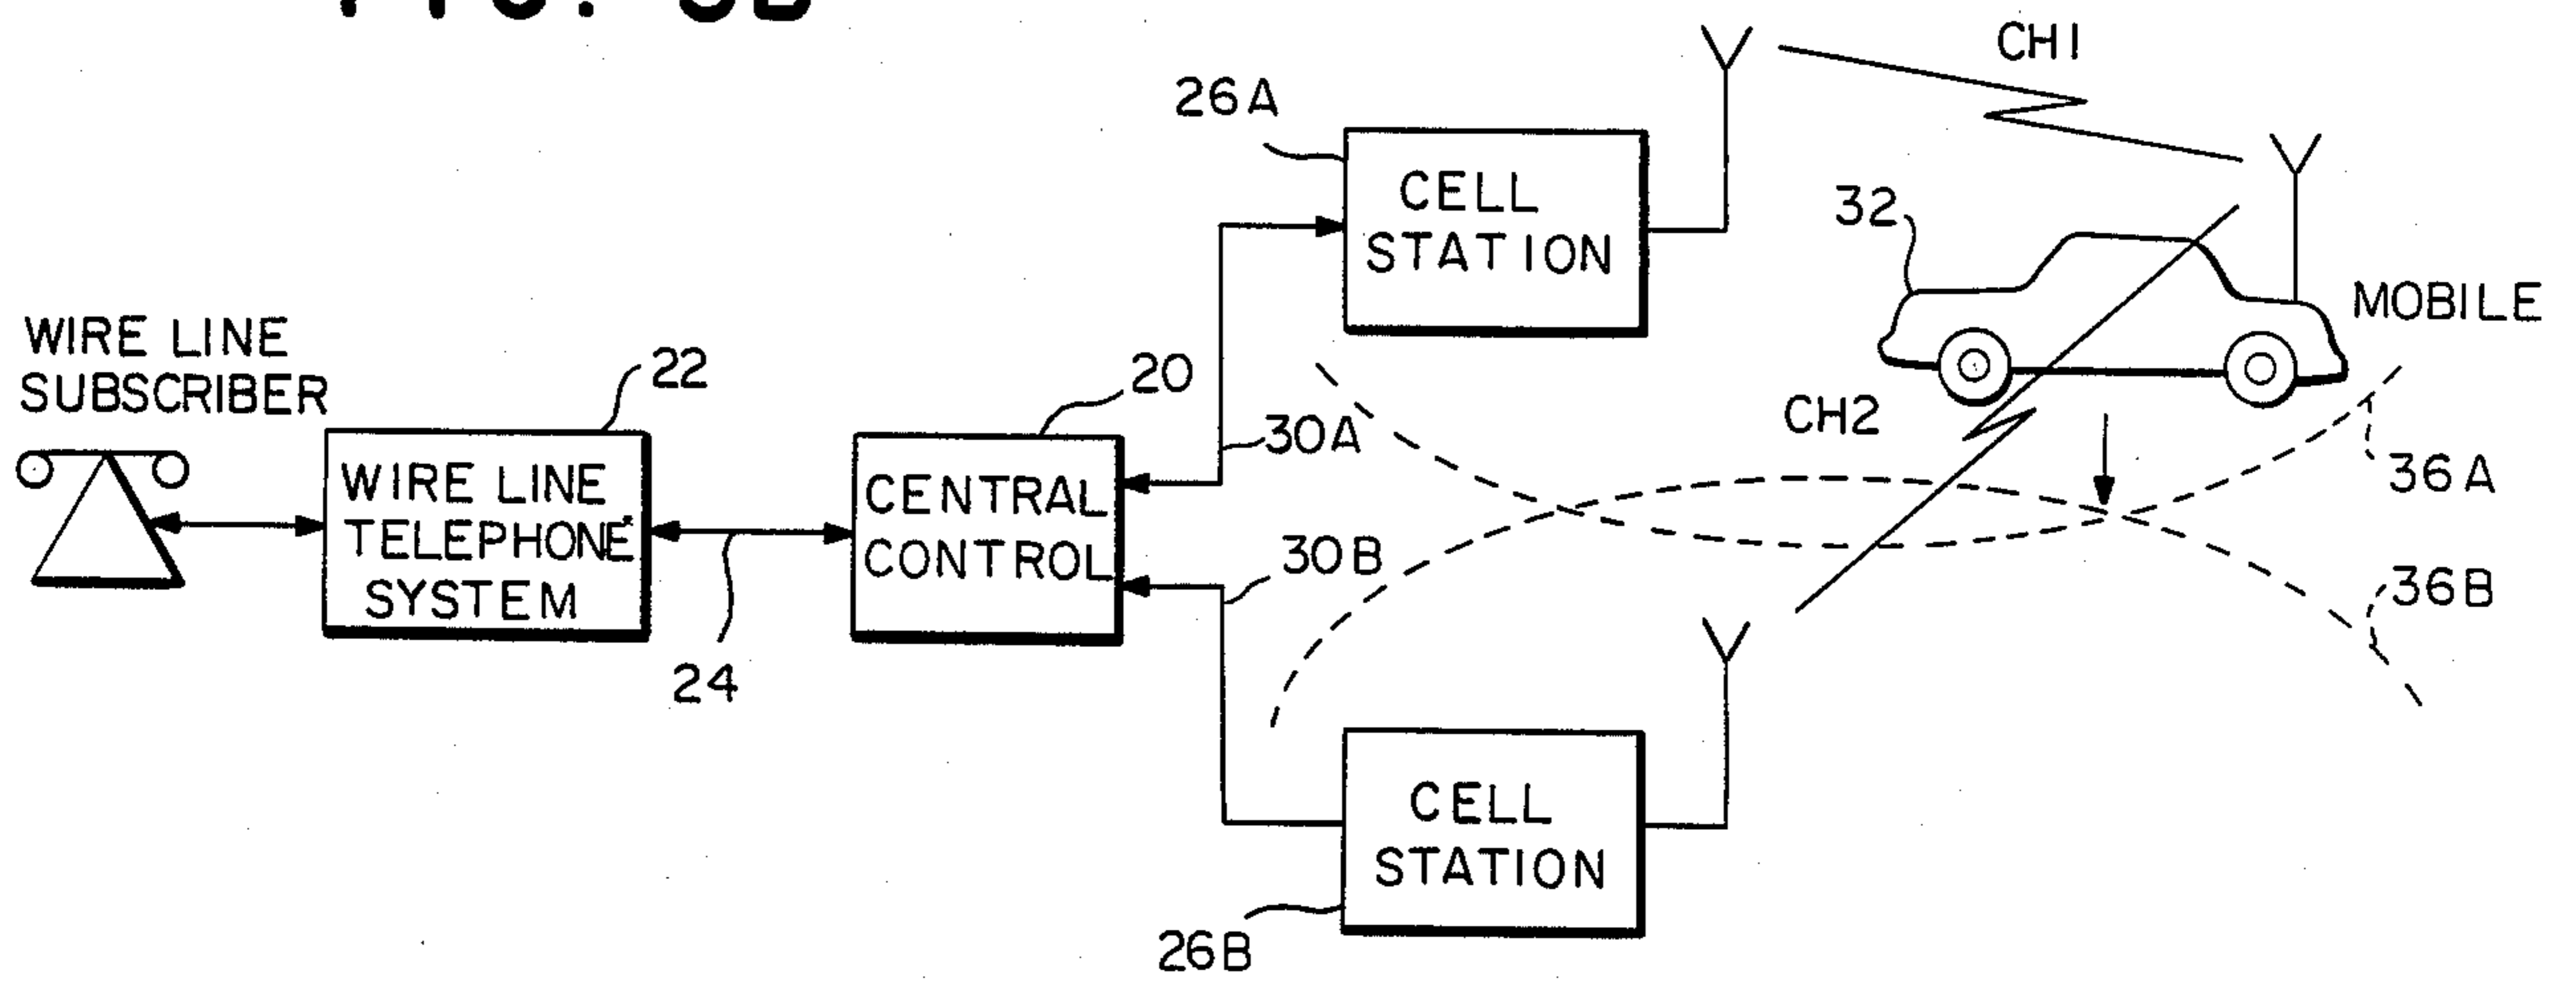 CH1
26A
CELL
STATION
32
MOBILE
WIRE LINE
SUBSCRIBER
22
20
30A
CH2
36A
WIRE LINE
TELEPHONE
SYSTEM
CENTRAL
CONTROL
30B
36B
24
CELL
STATION
26B